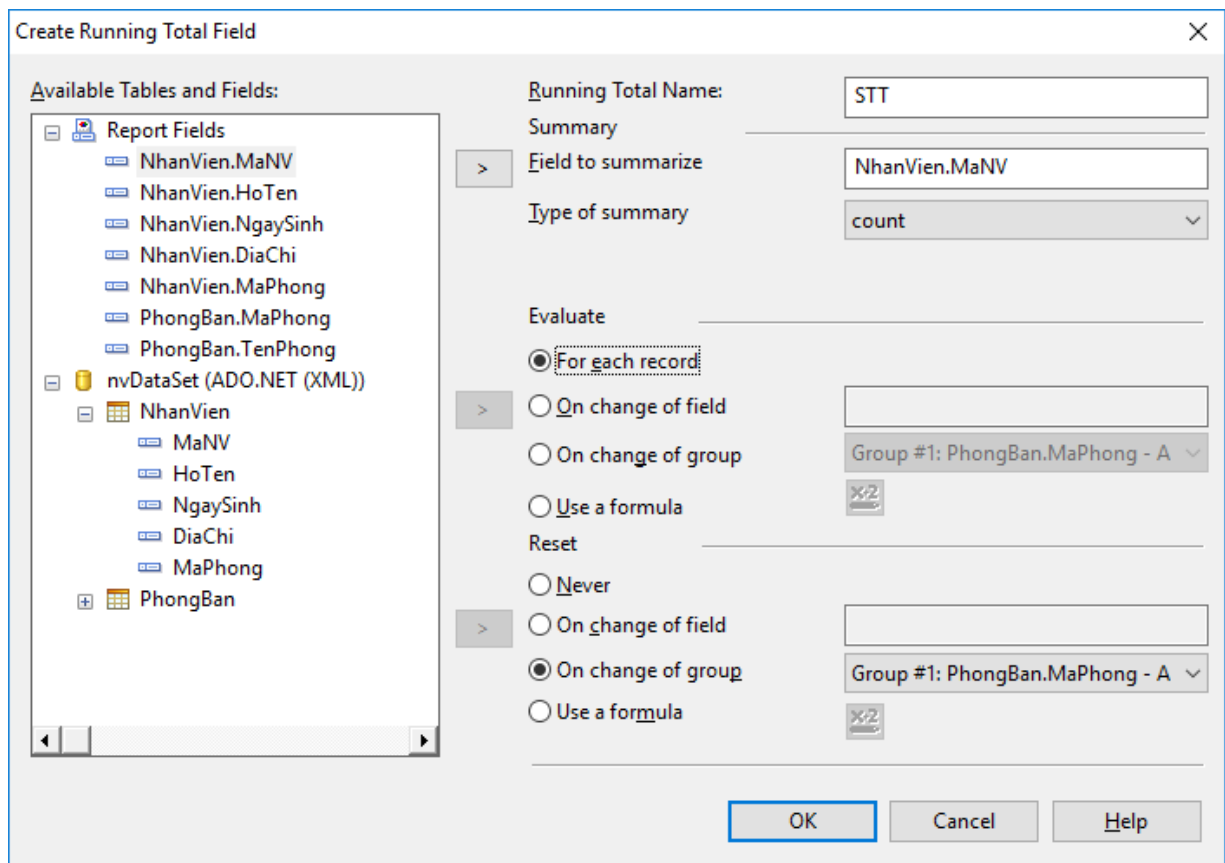 Create Running Total Field
Available Tables and Fields:
Report Fields
NhanVien.MaNV
NhanVien.HoTen
NhanVien.NgaySinh
NhanVien.DiaChi
NhanVien.MaPhong
PhongBan.MaPhong
PhongBan.TenPhong
nvDataSet (ADO.NET (XML))
NhanVien
MaNV
HoTen
NgaySinh
DiaChi
MaPhong
PhongBan
Running Total Name:
STT
Summary
>
Field to summarize
NhanVien.MaNV
Type of summary
count
Evaluate
For each record
>
On change of field
On change of group
Group #1: PhongBan.MaPhong - A
Use a formula
x·2
Reset
Never
>
On change of field
On change of group
Group #1: PhongBan.MaPhong - A
Use a formula
x·2
OK
Cancel
Help